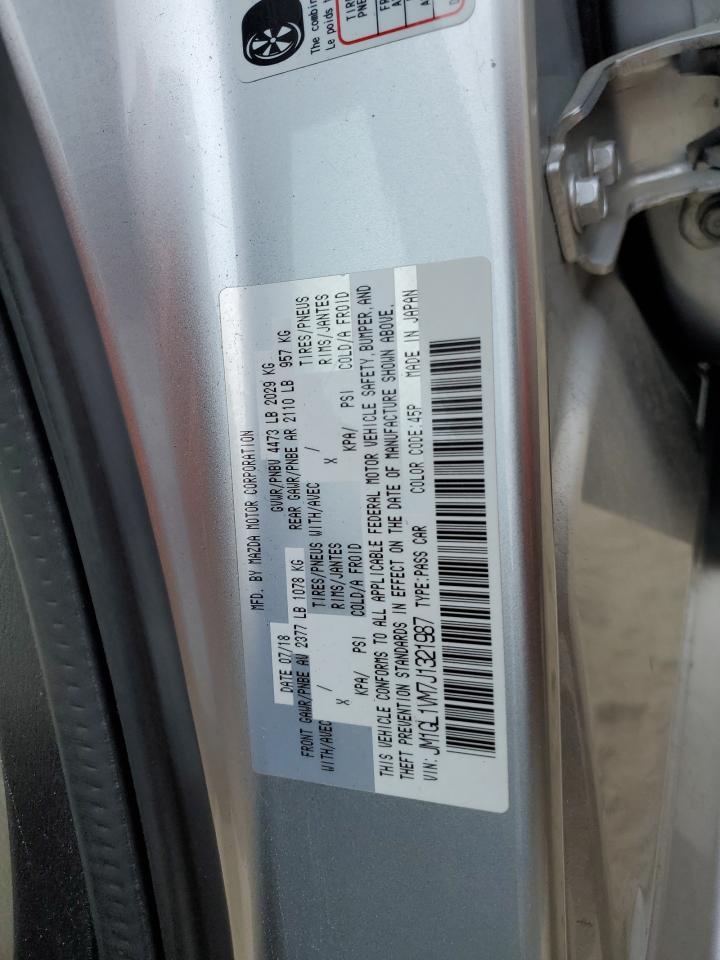 The combin
Le poids t
TIRE
PNE
FR
A
A
MFD. BY MAZDA MOTOR CORPORATION
DATE 07/18 GVWR/PNBV 4473 LB 2029 KG
FRONT GAWR/PNBE AV 2377 LB 1078 KG REAR GAWR/PNBE AR 2110 LB 957 KG
WITH/AVEC / TIRES/PNEUS WITH/AVEC / TIRES/PNEUS
X RIMS/JANTES X RIMS/JANTES
KPA/ PSI COLD/A FROID KPA/ PSI COLD/A FROID
THIS VEHICLE CONFORMS TO ALL APPLICABLE FEDERAL MOTOR VEHICLE SAFETY, BUMPER, AND
THEFT PREVENTION STANDARDS IN EFFECT ON THE DATE OF MANUFACTURE SHOWN ABOVE.
VIN: JM1GL1VM7J1321987 TYPE:PASS CAR COLOR CODE:45P MADE IN JAPAN